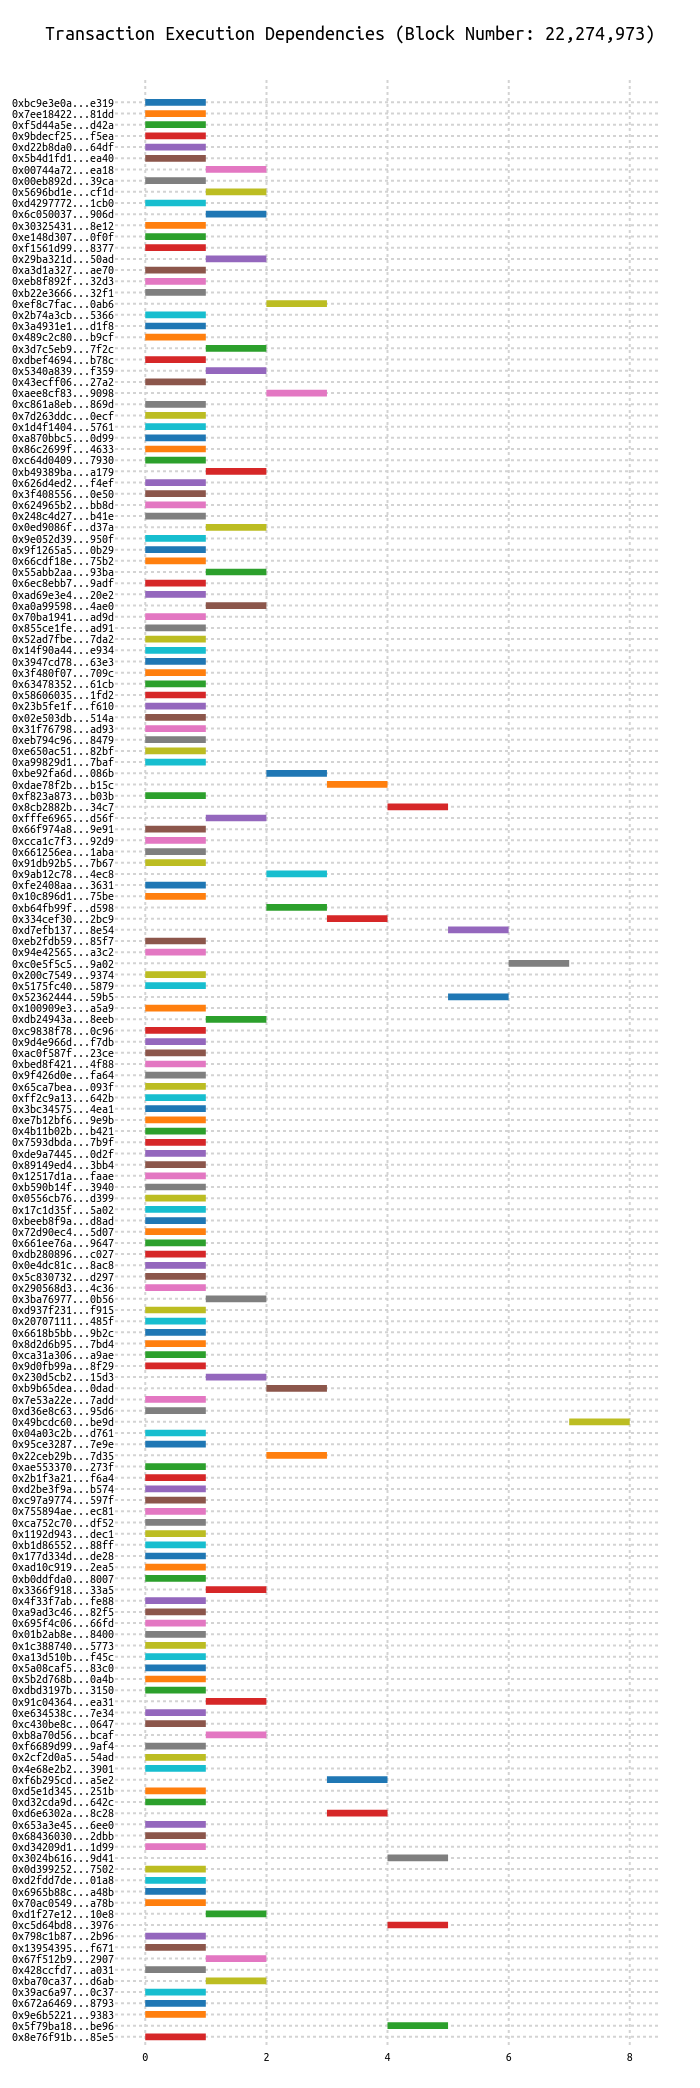 Transaction Execution Dependencies (Block Number: 22,274,973)
0xbc9e3e0a...e319
0x7ee18422...81dd
0xf5d44a5e...d42a
0x9bdecf25...f5ea
0xd22b8da0...64df
0x5b4d1fd1...ea40
0x00744a72...ea18
0x00eb892d...39ca
0x5696bd1e...cf1d
0xd4297772...1cb0
0x6c050037...906d
0x30325431...8e12
0xe148d307...0f0f
0xf1561d99...8377
0x29ba321d...50ad
0xa3d1a327...ae70
0xeb8f892f...32d3
0xb22e3666...32f1
0xef8c7fac...0ab6
0x2b74a3cb...5366
0x3a4931e1...d1f8
0x489c2c80...b9cf
0x3d7c5eb9...7f2c
0xdbef4694...b78c
0x5340a839...f359
0x43ecff06...27a2
0xaee8cf83...9098
0xc861a8eb...869d
0x7d263ddc...0ecf
0x1d4f1404...5761
0xa870bbc5...0d99
0x86c2699f...4633
0xc64d0409...7930
0xb49389ba...a179
0x626d4ed2...f4ef
0x3f408556...0e50
0x624965b2...bb8d
0x248c4d27...b41e
0x0ed9086f...d37a
0x9e052d39...950f
0x9f1265a5...0b29
0x66cdf18e...75b2
0x55abb2aa...93ba
0x6ec8ebb7...9adf
0xad69e3e4...20e2
0xa0a99598...4ae0
0x70ba1941...ad9d
0x855ce1fe...ad91
0x52ad7fbe...7da2
0x14f90a44...e934
0x3947cd78...63e3
0x3f480f07...709c
0x63478352...61cb
0x58606035...1fd2
0x23b5fe1f...f610
0x02e503db...514a
0x31f76798...ad93
0xeb794c96...8479
0xe650ac51...82bf
0xa99829d1...7baf
0xbe92fa6d...086b
0xdae78f2b...b15c
0xf823a873...b03b
0x8cb2882b...34c7
0xfffe6965...d56f
0x66f974a8...9e91
0xcca1c7f3...92d9
0x661256ea...1aba
0x91db92b5...7b67
0x9ab12c78...4ec8
0xfe2408aa...3631
0x10c896d1...75be
0xb64fb99f...d598
0x334cef30...2bc9
0xd7efb137...8e54
0xeb2fdb59...85f7
0x94e42565...a3c2
0xc0e5f5c5...9a02
0x200c7549...9374
0x5175fc40...5879
0x52362444...59b5
0x100909e3...a5a9
0xdb24943a...8eeb
0xc9838f78...0c96
0x9d4e966d...f7db
0xac0f587f...23ce
0xbed8f421...4f88
0x9f426d0e...fa64
0x65ca7bea...093f
0xff2c9a13...642b
0x3bc34575...4ea1
0xe7b12bf6...9e9b
0x4b11b02b...b421
0x7593dbda...7b9f
0xde9a7445...0d2f
0x89149ed4...3bb4
0x12517d1a...faae
0xb590b14f...3940
0x0556cb76...d399
0x17c1d35f...5a02
0xbeeb8f9a...d8ad
0x72d90ec4...5d07
0x661ee76a...9647
0xdb280896...c027
0x0e4dc81c...8ac8
0x5c830732...d297
0x290568d3...4c36
0x3ba76977...0b56
0xd937f231...f915
0x20707111...485f
0x6618b5bb...9b2c
0x8d2d6b95...7bd4
0xca31a306...a9ae
0x9d0fb99a...8f29
0x230d5cb2...15d3
0xb9b65dea...0dad
0x7e53a22e...7add
0xd36e8c63...95d6
0x49bcdc60...be9d
0x04a03c2b...d761
0x95ce3287...7e9e
0x22ceb29b...7d35
0xae553370...273f
0x2b1f3a21...f6a4
0xd2be3f9a...b574
0xc97a9774...597f
0x755894ae...ec81
0xca752c70...df52
0x1192d943...dec1
0xb1d86552...88ff
0x177d334d...de28
0xad10c919...2ea5
0xb0ddfda0...8007
0x3366f918...33a5
0x4f33f7ab...fe88
0xa9ad3c46...82f5
0x695f4c06...66fd
0x01b2ab8e...8400
0x1c388740...5773
0xa13d510b...f45c
0x5a08caf5...83c0
0x5b2d768b...0a4b
0xdbd3197b...3150
0x91c04364...ea31
0xe634538c...7e34
0xc430be8c...0647
0xb8a70d56...bcaf
0xf6689d99...9af4
0x2cf2d0a5...54ad
0x4e68e2b2...3901
0xf6b295cd...a5e2
0xd5e1d345...251b
0xd32cda9d...642c
0xd6e6302a...8c28
0x653a3e45...6ee0
0x68436030...2dbb
0xd34209d1...1d99
0x3024b616...9d41
0x0d399252...7502
0xd2fdd7de...01a8
0x6965b88c...a48b
0x70ac0549...a78b
0xd1f27e12...10e8
0xc5d64bd8...3976
0x798c1b87...2b96
0x13954395...f671
0x67f512b9...2907
0x428ccfd7...a031
0xba70ca37...d6ab
0x39ac6a97...0c37
0x672a6469...8793
0x9e6b5221...9383
0x5f79ba18...be96
0x8e76f91b...85e5
0 2 4 6 8